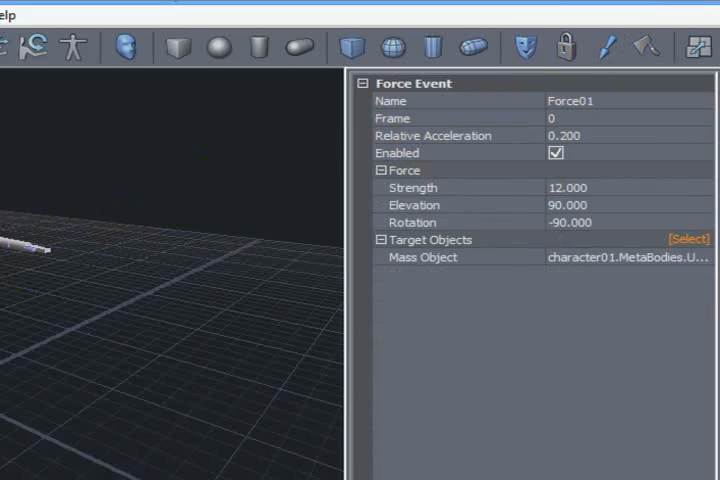 elp
Force Event
Name Force01
Frame 0
Relative Acceleration 0.200
Enabled
Force
Strength 12.000
Elevation 90.000
Rotation -90.000
Target Objects [Select]
Mass Object character01.MetaBodies.U...